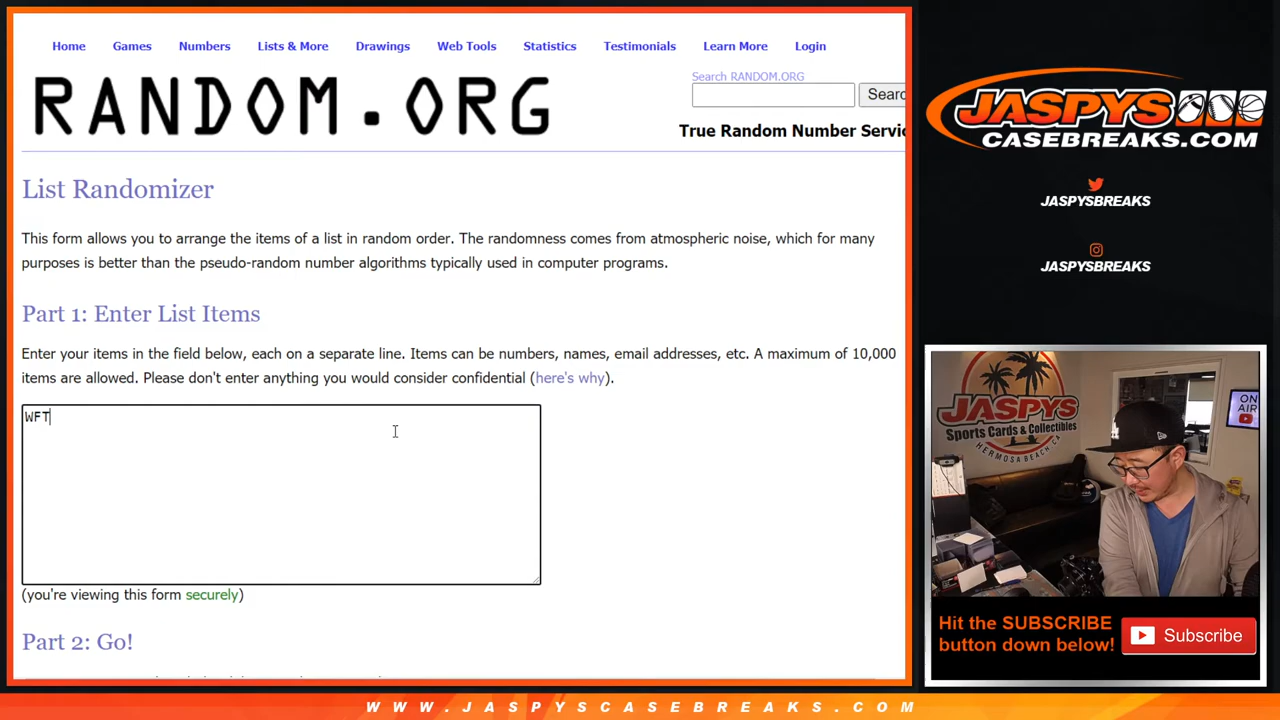 Home Games Numbers Lists & More Drawings Web Tools Statistics Testimonials Learn More Login
Search RANDOM.ORG
RANDOM.ORG
True Random Number Servic
List Randomizer
This form allows you to arrange the items of a list in random order. The randomness comes from atmospheric noise, which for many
purposes is better than the pseudo-random number algorithms typically used in computer programs.
Part 1: Enter List Items
Enter your items in the field below, each on a separate line. Items can be numbers, names, email addresses, etc. A maximum of 10,000
items are allowed. Please don't enter anything you would consider confidential (here's why).
WFT
(you're viewing this form securely)
Part 2: Go!
JASPYS
CASEBREAKS.COM
JASPYSBREAKS
JASPYSBREAKS
JASPYS
Sports Cards & Collectibles
HERMOSA BEACH, CA
ON
AIR
Hit the SUBSCRIBE
button down below!
Subscribe
WWW.JASPYSCASEBREAKS.COM